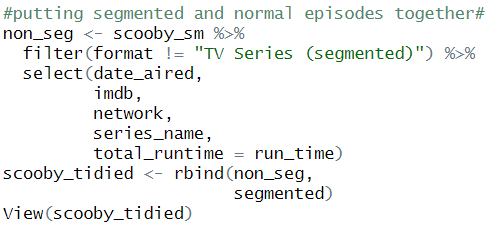 #putting segmented and normal episodes together#
non_seg <- scooby_sm %>%
  filter(format != "TV Series (segmented)") %>%
  select(date_aired,
         imdb,
         network,
         series_name,
         total_runtime = run_time)
scooby_tidied <- rbind(non_seg,
                       segmented)
View(scooby_tidied)